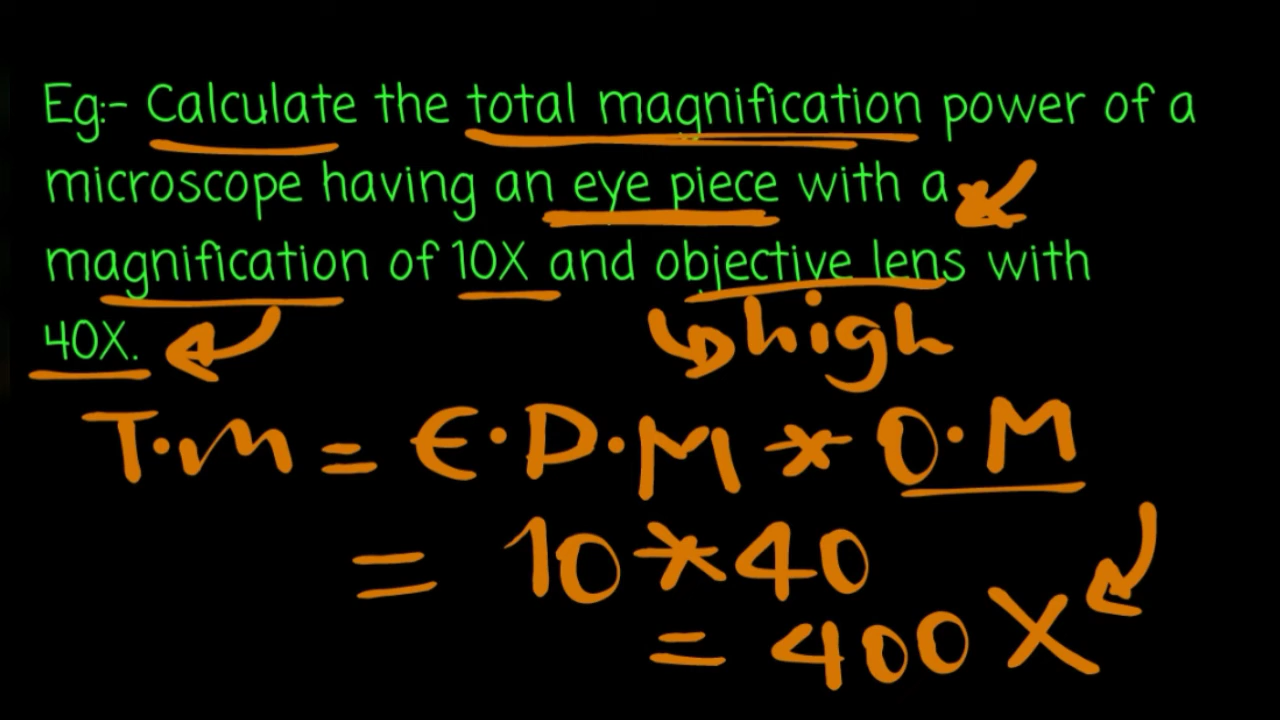 Eg:- Calculate the total magnification power of a
microscope having an eye piece with a
magnification of 10X and objective lens with
40X.
high
T.M = E.P.M * O.M
= 10*40
= 400 X